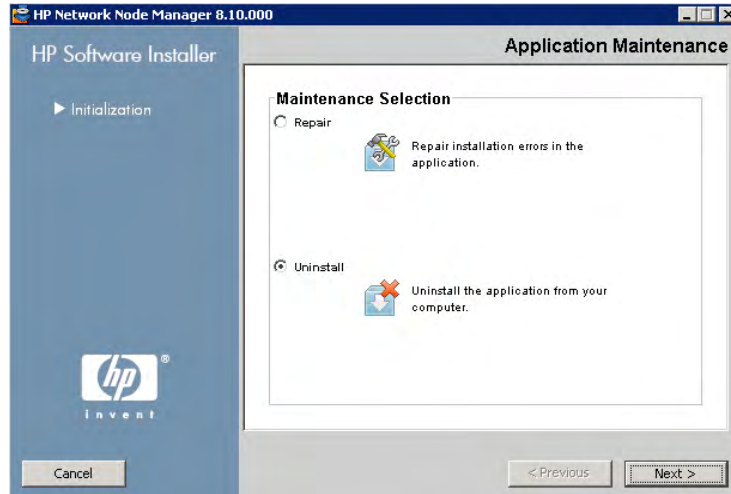 HP Network Node Manager 8.10.000
HP Software Installer
Application Maintenance
Initialization
Maintenance Selection
Repair
Repair installation errors in the
application.
Uninstall
Uninstall the application from your
computer.
hp
®
invent
Cancel
< Previous
Next >